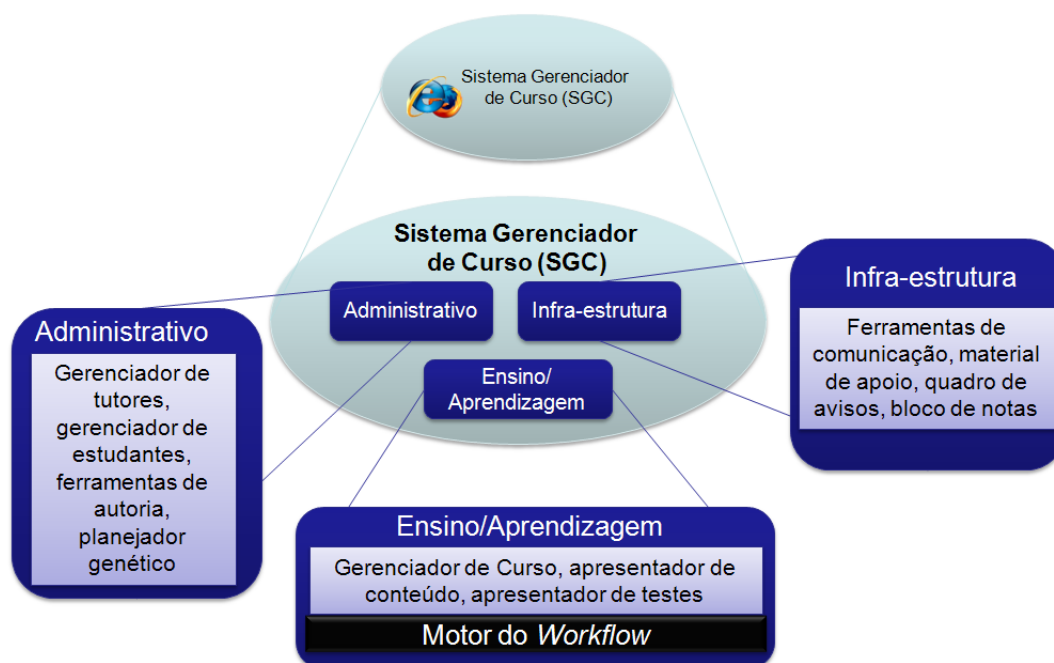 Sistema Gerenciador
de Curso (SGC)
Sistema Gerenciador
de Curso (SGC)
Administrativo
Infra-estrutura
Ensino/
Aprendizagem
Administrativo
Gerenciador de
tutores,
gerenciador de
estudantes,
ferramentas de
autoria,
planejador
genético
Infra-estrutura
Ferramentas de
comunicação, material
de apoio, quadro de
avisos, bloco de notas
Ensino/Aprendizagem
Gerenciador de Curso, apresentador de
conteúdo, apresentador de testes
Motor do Workflow